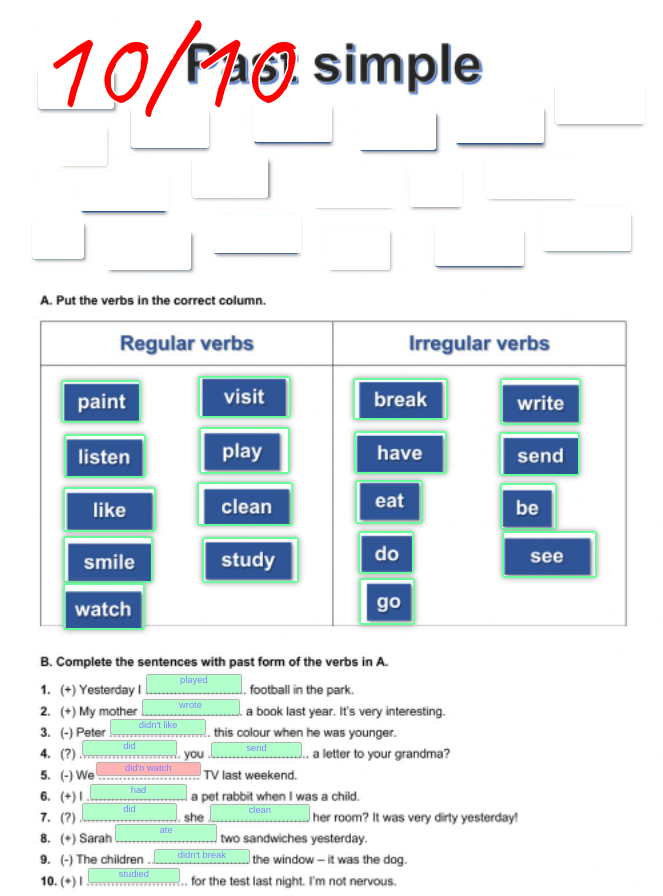 10/10
Past simple
A. Put the verbs in the correct column.
Regular verbs Irregular verbs
paint visit break write
listen play have send
like clean eat be
smile study do see
watch go
B. Complete the sentences with past form of the verbs in A.
1. (+) Yesterday I played football in the park.
2. (+) My mother wrote a book last year. It's very interesting.
3. (-) Peter didn't like this colour when he was younger.
4. (?) did you send a letter to your grandma?
5. (-) We did'n watch TV last weekend.
6. (+) I had a pet rabbit when I was a child.
7. (?) did she clean her room? It was very dirty yesterday!
8. (+) Sarah ate two sandwiches yesterday.
9. (-) The children didn't break the window – it was the dog.
10. (+) I studied for the test last night. I'm not nervous.